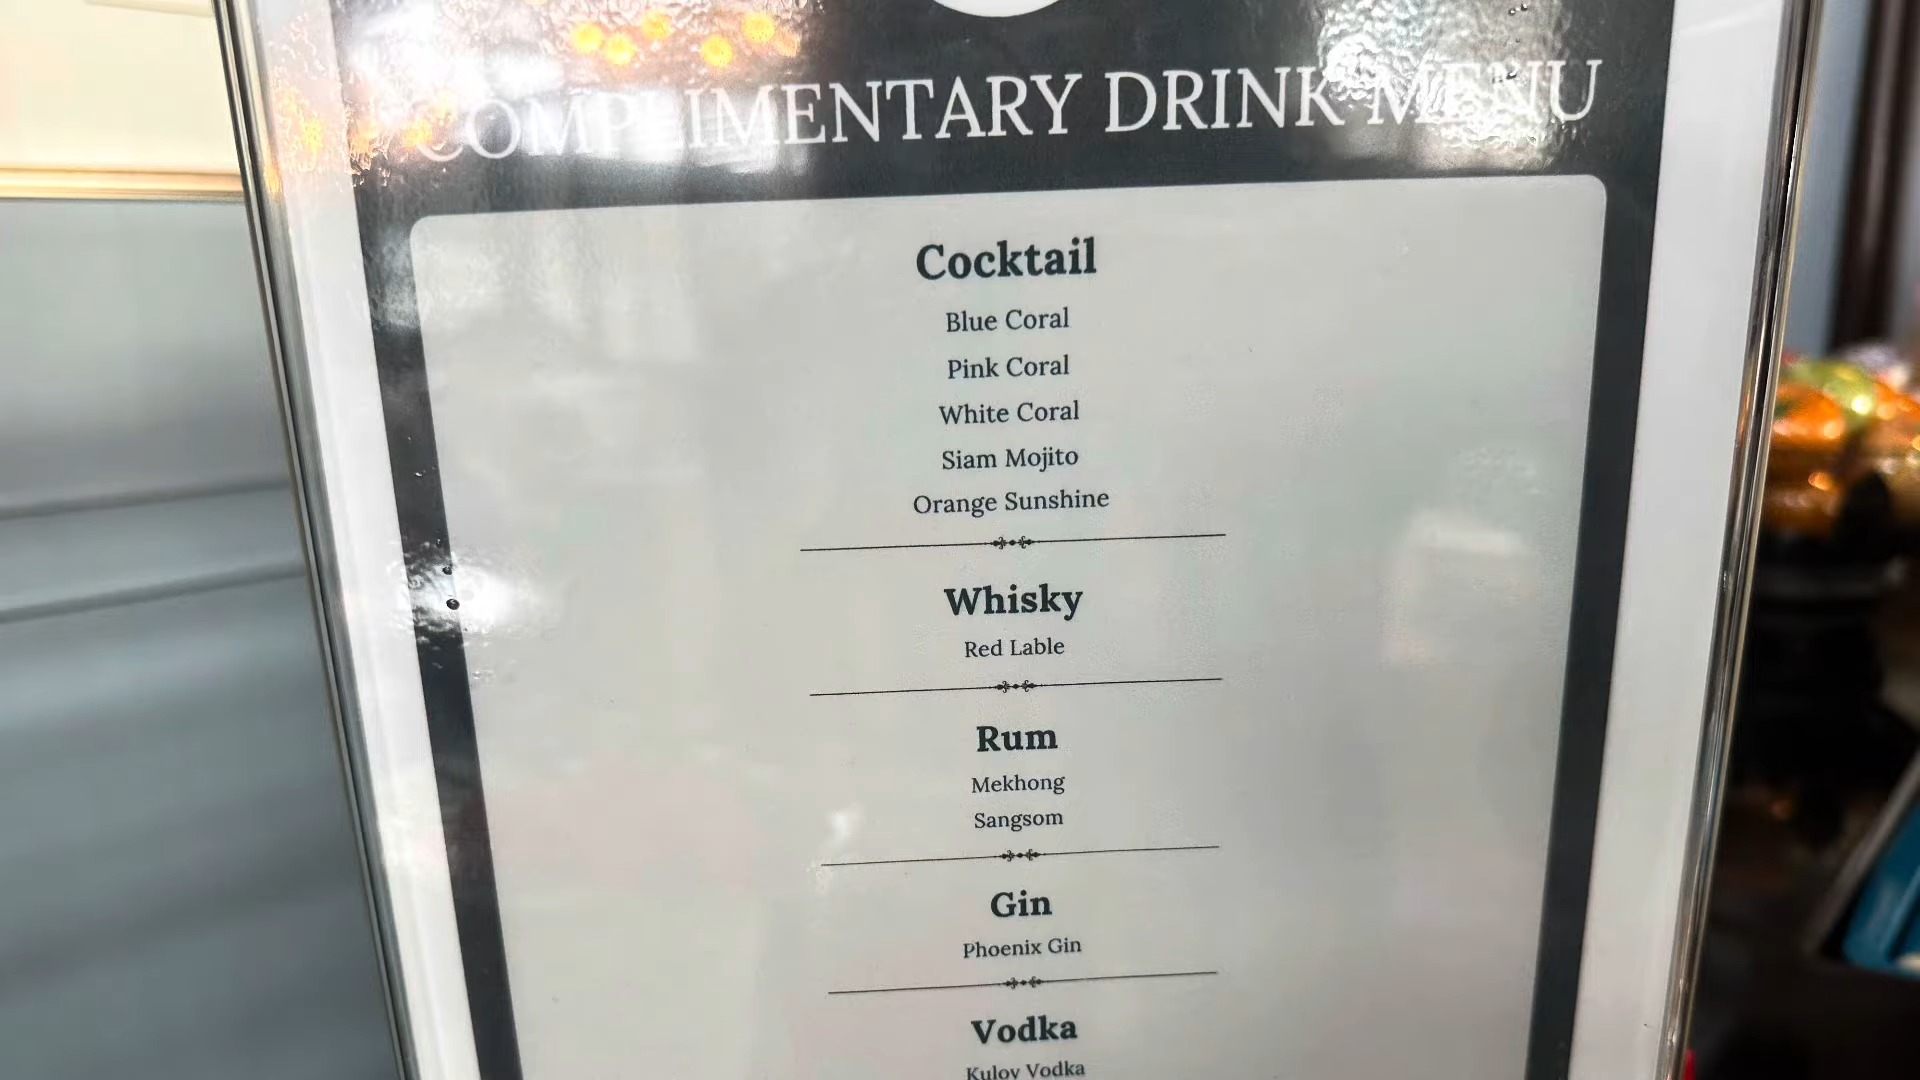 COMPLIMENTARY DRINK MENU
Cocktail
Blue Coral
Pink Coral
White Coral
Siam Mojito
Orange Sunshine
Whisky
Red Lable
Rum
Mekhong
Sangsom
Gin
Phoenix Gin
Vodka
Kulov Vodka